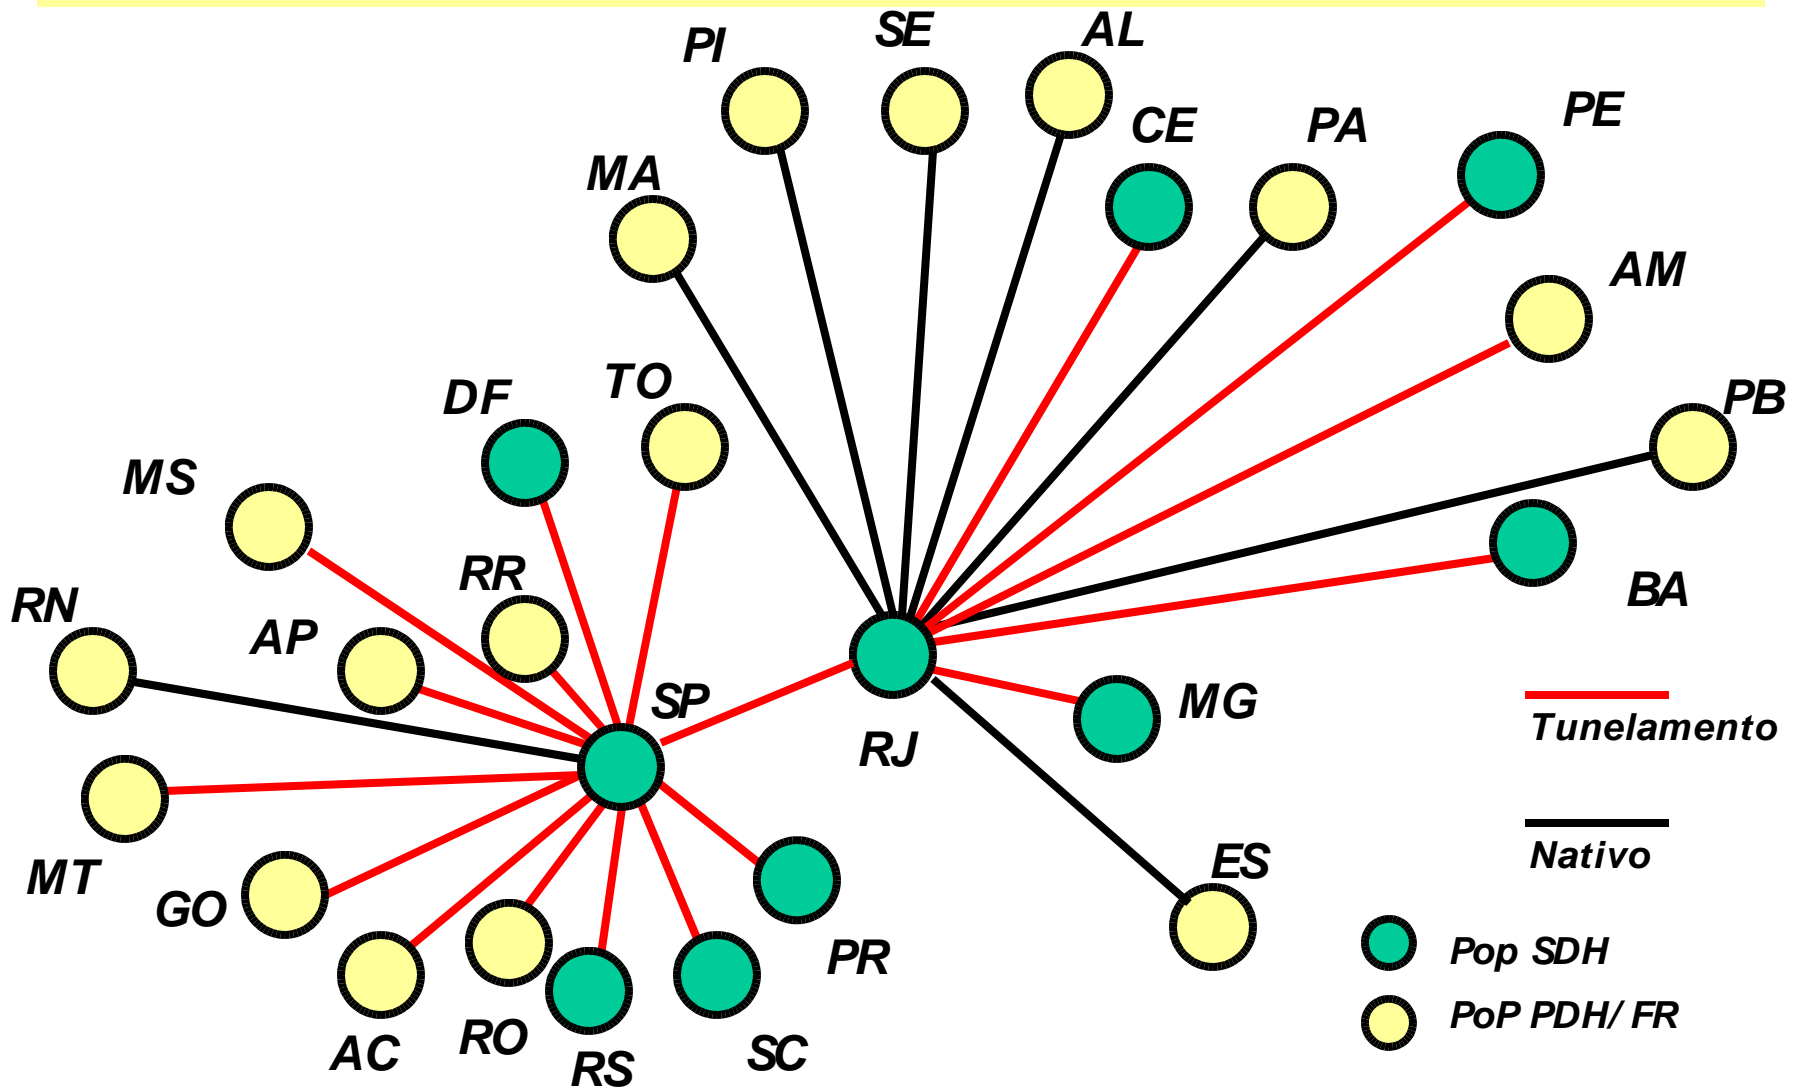 SE
AL
PI
PE
CE
PA
MA
AM
TO
DF
PB
MS
RR
BA
RN
AP
SP
MG
Tunelamento
RJ
Nativo
ES
MT
GO
PR
Pop SDH
PoP PDH/ FR
RO
AC
SC
RS